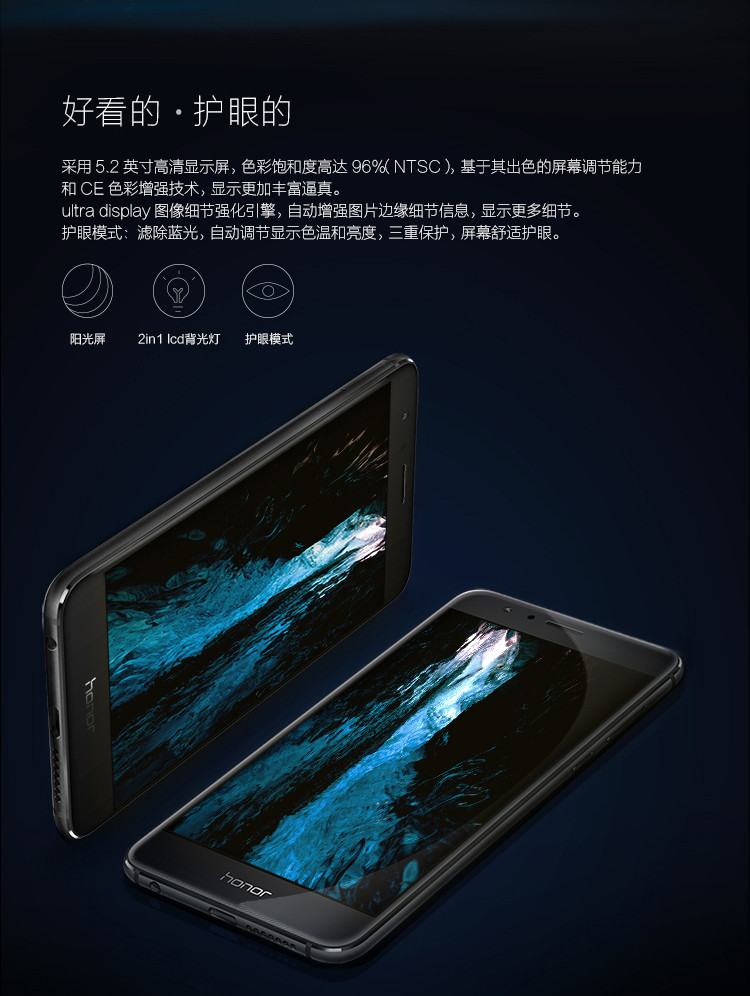 好看的·护眼的
采用 5.2 英寸高清显示屏，色彩饱和度高达 96%( NTSC )，基于其出色的屏幕调节能力
和 CE 色彩增强技术，显示更加丰富逼真。
ultra display 图像细节强化引擎，自动增强图片边缘细节信息，显示更多细节。
护眼模式：滤除蓝光，自动调节显示色温和亮度，三重保护，屏幕舒适护眼。
阳光屏 2in1 lcd背光灯 护眼模式
honor
honor